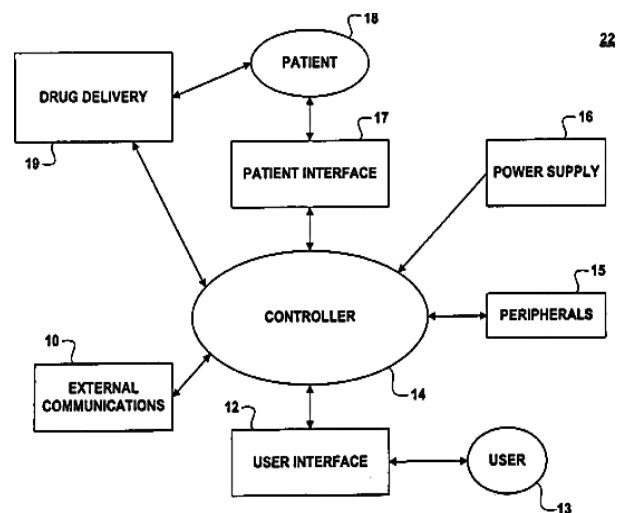 18
22
PATIENT
DRUG DELIVERY
17
16
19
PATIENT INTERFACE
POWER SUPPLY
15
CONTROLLER
PERIPHERALS
10
EXTERNAL
COMMUNICATIONS
14
12
USER INTERFACE
USER
13